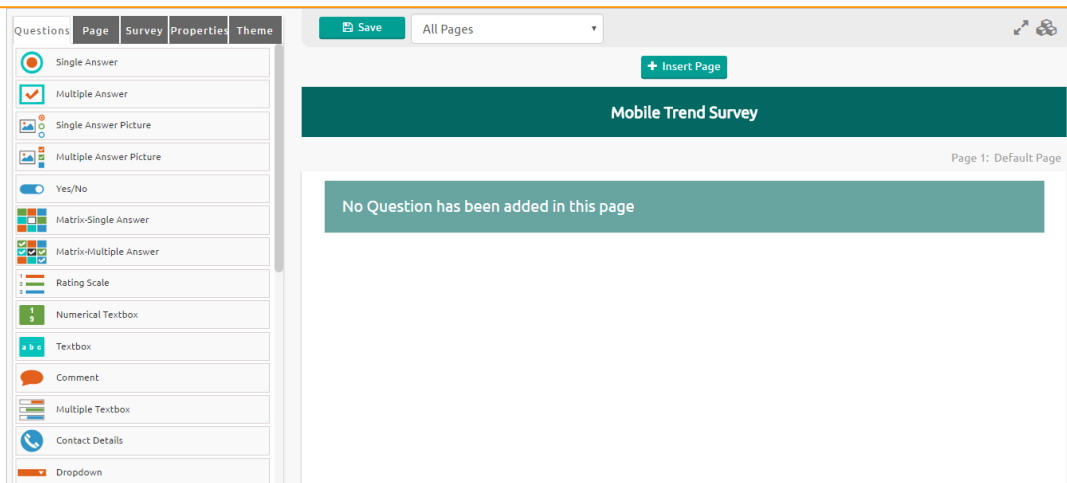 Questions Page Survey Properties Theme
Save All Pages
Insert Page
Single Answer
Multiple Answer
Single Answer Picture
Multiple Answer Picture
Yes/No
Matrix-Single Answer
Matrix-Multiple Answer
Rating Scale
Numerical Textbox
a b c Textbox
Comment
Multiple Textbox
Contact Details
Dropdown
Mobile Trend Survey
Page 1: Default Page
No Question has been added in this page